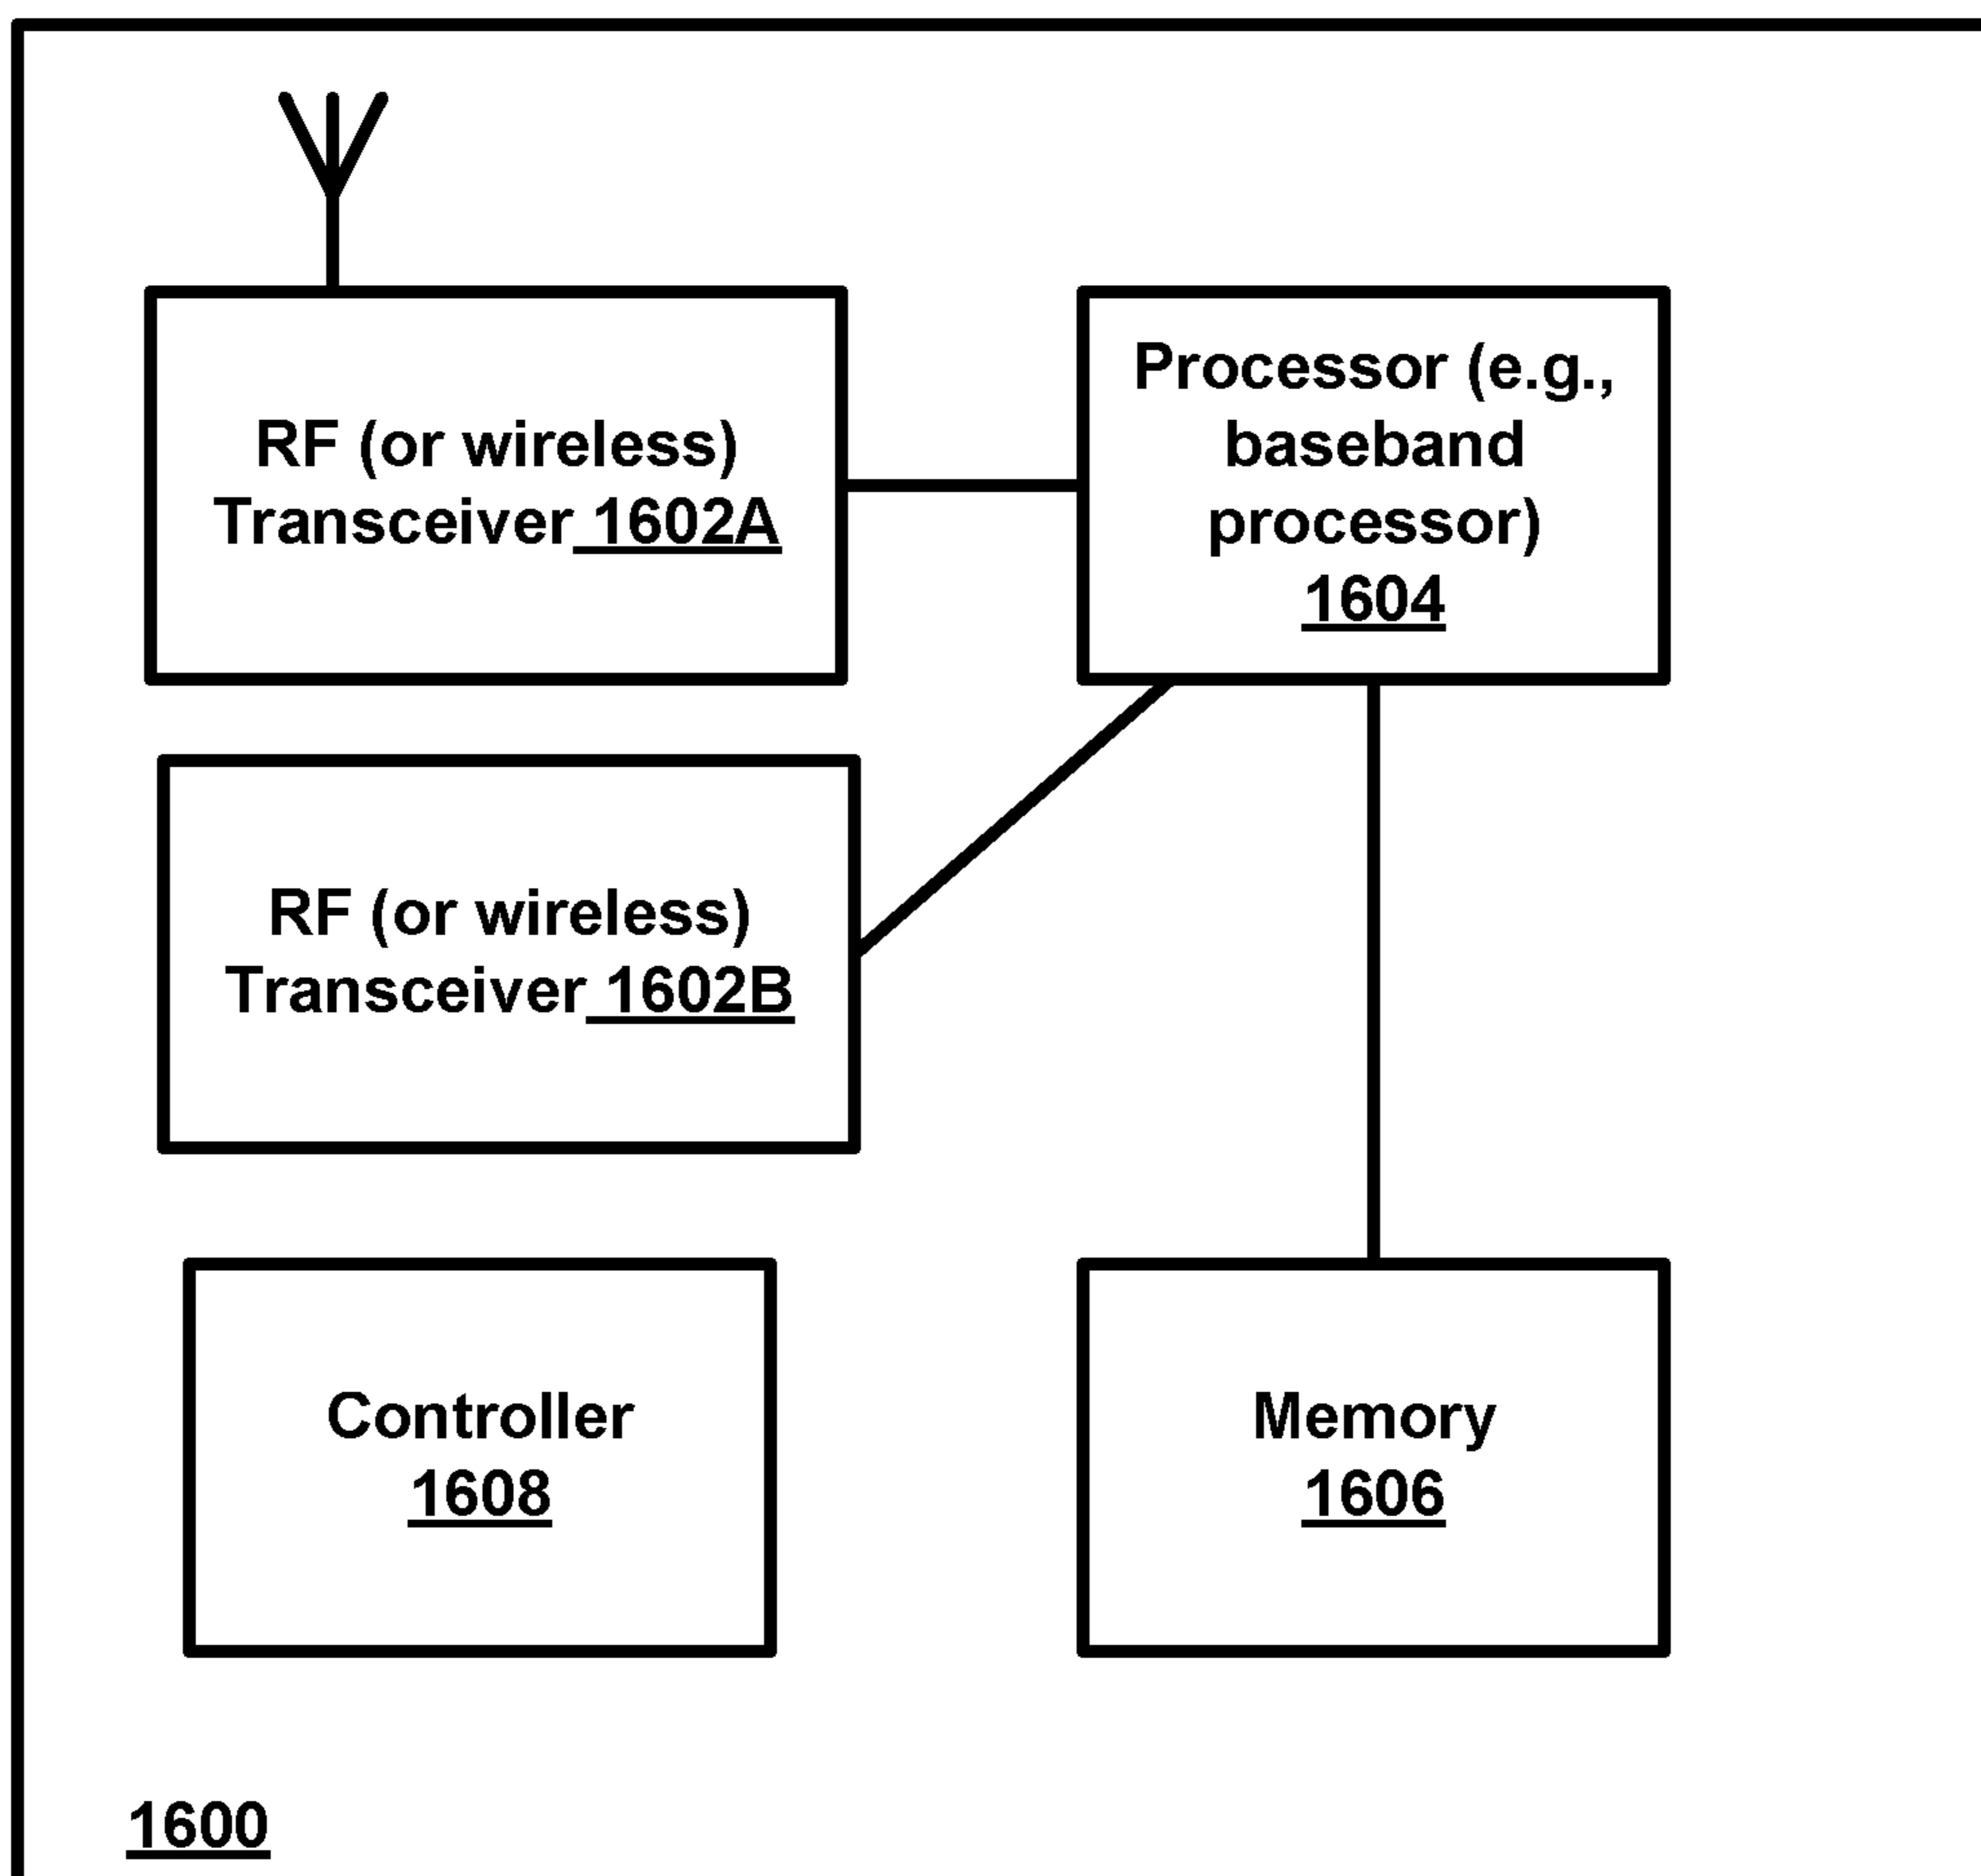 RF (or wireless)
Transceiver 1602A
Processor (e.g.,
baseband
processor)
1604
RF (or wireless)
Transceiver 1602B
Controller
1608
Memory
1606
1600